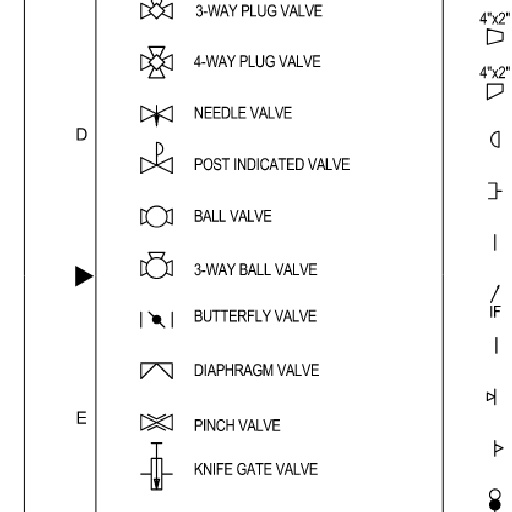 3-WAY PLUG VALVE
4-WAY PLUG VALVE
NEEDLE VALVE
D
POST INDICATED VALVE
BALL VALVE
3-WAY BALL VALVE
BUTTERFLY VALVE
DIAPHRAGM VALVE
E
PINCH VALVE
KNIFE GATE VALVE
4"x2"
4"x2"
IF